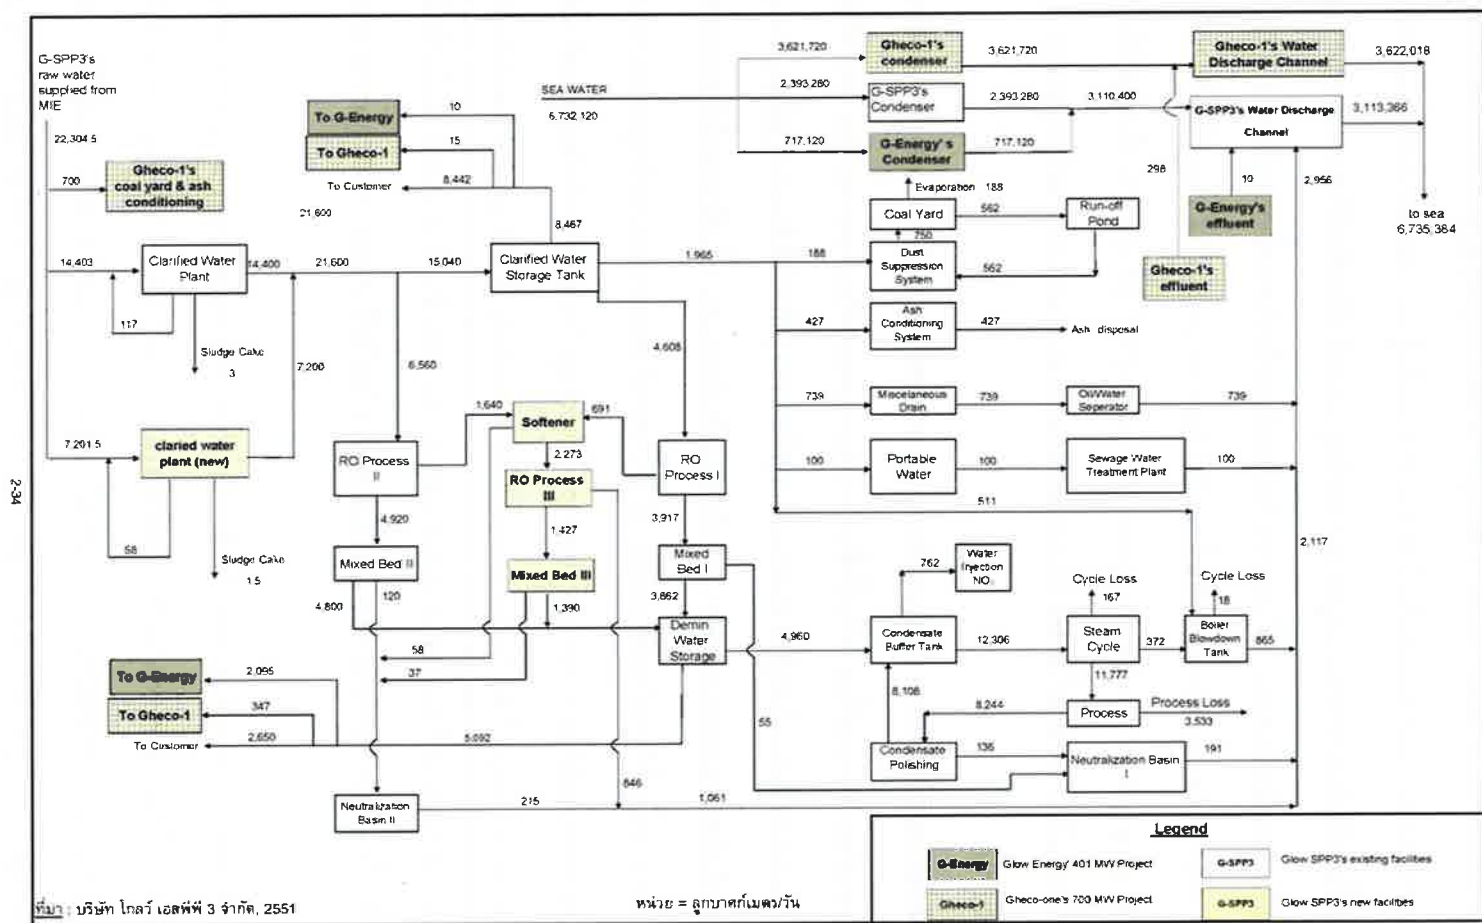 G-SPP3's
raw water
supplied from
MIE
22,304.5
700
Gheco-1's
coal yard & ash
conditioning
21,600
14,403
Clarified Water
Plant
14,400
21,600
15,040
117
Sludge Cake
3
7,200
7,201.5
claried water
plant (new)
58
Sludge Cake
1.5
To G-Energy
10
To Gheco-1
15
To Customer
8,442
8,467
Clarified Water
Storage Tank
6,560
4,608
1,640
Softener
691
2,273
RO Process
II
RO Process
III
RO
Process I
4,920
1,427
3,917
Mixed Bed II
Mixed Bed III
Mixed
Bed I
4,800
120
1,390
3,862
Demin
Water
Storage
58
37
To G-Energy
2,095
To Gheco-1
347
To Customer
2,650
5,092
55
846
Neutralization
Basin II
215
1,061
SEA WATER
6,732,120
3,621,720
Gheco-1's
condenser
3,621,720
Gheco-1's Water
Discharge Channel
3,622,018
2,393,280
G-SPP3's
Condenser
2,393,280
3,110,400
G-SPP3's Water Discharge
Channel
3,113,366
717,120
G-Energy's
Condenser
717,120
298
10
2,956
G-Energy's
effluent
to sea
6,735,384
Gheco-1's
effluent
Evaporation 188
Coal Yard
562
Run-off
Pond
750
1,965
188
Dust
Suppression
System
562
427
Ash
Conditioning
System
427
Ash disposal
739
Miscelaneous
Drain
739
Oil/Water
Seperator
739
100
Portable
Water
100
Sewage Water
Treatment Plant
100
511
2,117
762
Water
Injection
NOx
Cycle Loss
167
Cycle Loss
18
4,960
Condensate
Buffer Tank
12,306
Steam
Cycle
372
Boiler
Blowdown
Tank
865
8,108
11,777
8,244
Process
Process Loss
3,533
Condensate
Polishing
136
Neutralization Basin
I
191
2-34
Legend
G-Energy
Glow Energy 401 MW Project
G-SPP3
Glow SPP3's existing facilities
Gheco-1
Gheco-one's 700 MW Project
G-SPP3
Glow SPP3's new facilities
ที่มา : บริษัท โกลว์ เอสพีพี 3 จำกัด, 2551
หน่วย = ลูกบาศก์เมตร/วัน